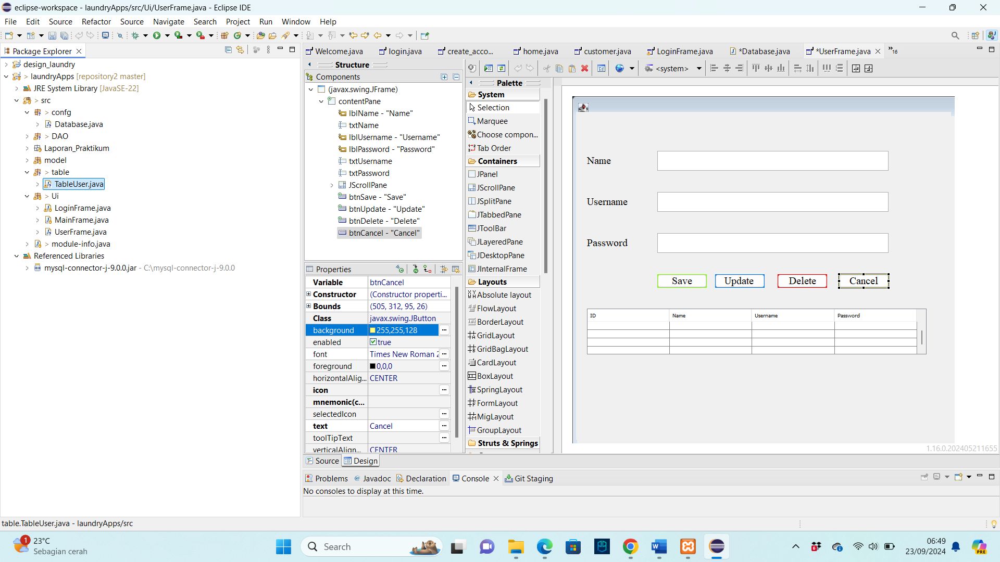 eclipse-workspace - laundryApps/src/Ui/UserFrame.java - Eclipse IDE
File Edit Source Refactor Source Navigate Search Project Run Window Help
Package Explorer
design_laundry
> laundryApps [repository2 master]
JRE System Library [JavaSE-22]
> src
> confg
Database.java
> DAO
Laporan_Praktikum
model
> table
TableUser.java
> Ui
LoginFrame.java
MainFrame.java
UserFrame.java
> module-info.java
Referenced Libraries
mysql-connector-j-9.0.0.jar - C:\mysql-connector-j-9.0.0
Welcome.java login.java create_acco... home.java customer.java LoginFrame.java *Database.java *UserFrame.java »16
Structure
Components
(javax.swing.JFrame)
contentPane
lblName - "Name"
txtName
lblUsername - "Username"
lblPassword - "Password"
txtUsername
txtPassword
JScrollPane
btnSave - "Save"
btnUpdate - "Update"
btnDelete - "Delete"
btnCancel - "Cancel"
Properties
Variable btnCancel
Constructor (Constructor properti...
Bounds (505, 312, 95, 26)
Class javax.swing.JButton
background 255,255,128
enabled true
font Times New Roman 2
foreground 0,0,0
horizontalAlig... CENTER
icon
mnemonic(c...
selectedIcon
text Cancel
toolTipText
verticalAlign... CENTER
<system>
Palette
System
Selection
Marquee
Choose compon...
Tab Order
Containers
JPanel
JScrollPane
JSplitPane
JTabbedPane
JToolBar
JLayeredPane
JDesktopPane
JInternalFrame
Layouts
Absolute layout
FlowLayout
BorderLayout
GridLayout
GridBagLayout
CardLayout
BoxLayout
SpringLayout
FormLayout
MigLayout
GroupLayout
Struts & Springs
Name
Username
Password
Save Update Delete Cancel
ID Name Username Password
1.16.0.202405211655
Source Design
Problems Javadoc Declaration Console Git Staging
No consoles to display at this time.
table.TableUser.java - laundryApps/src
1
23°C
Sebagian cerah
Search
6
06:49
23/09/2024
PRE